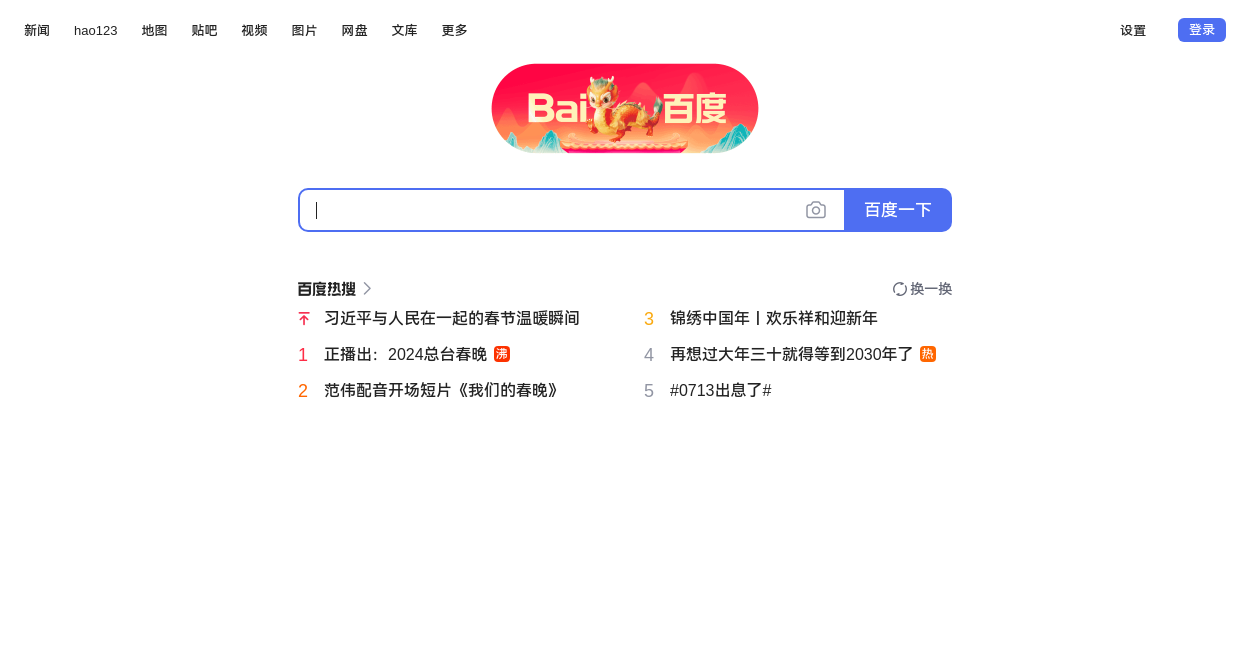 新闻 hao123 地图 贴吧 视频 图片 网盘 文库 更多 设置 登录
Bai 百度
百度一下
百度热搜 换一换
习近平与人民在一起的春节温暖瞬间
1 正播出：2024总台春晚 沸
2 范伟配音开场短片《我们的春晚》
3 锦绣中国年丨欢乐祥和迎新年
4 再想过大年三十就得等到2030年了 热
5 #0713出息了#